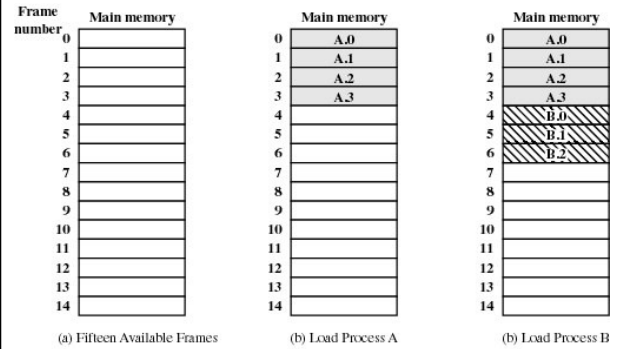 Frame
number
Main memory
0
1
2
3
4
5
6
7
8
9
10
11
12
13
14
(a) Fifteen Available Frames
Main memory
0 A.0
1 A.1
2 A.2
3 A.3
4
5
6
7
8
9
10
11
12
13
14
(b) Load Process A
Main memory
0 A.0
1 A.1
2 A.2
3 A.3
4 B.0
5 B.1
6 B.2
7
8
9
10
11
12
13
14
(b) Load Process B